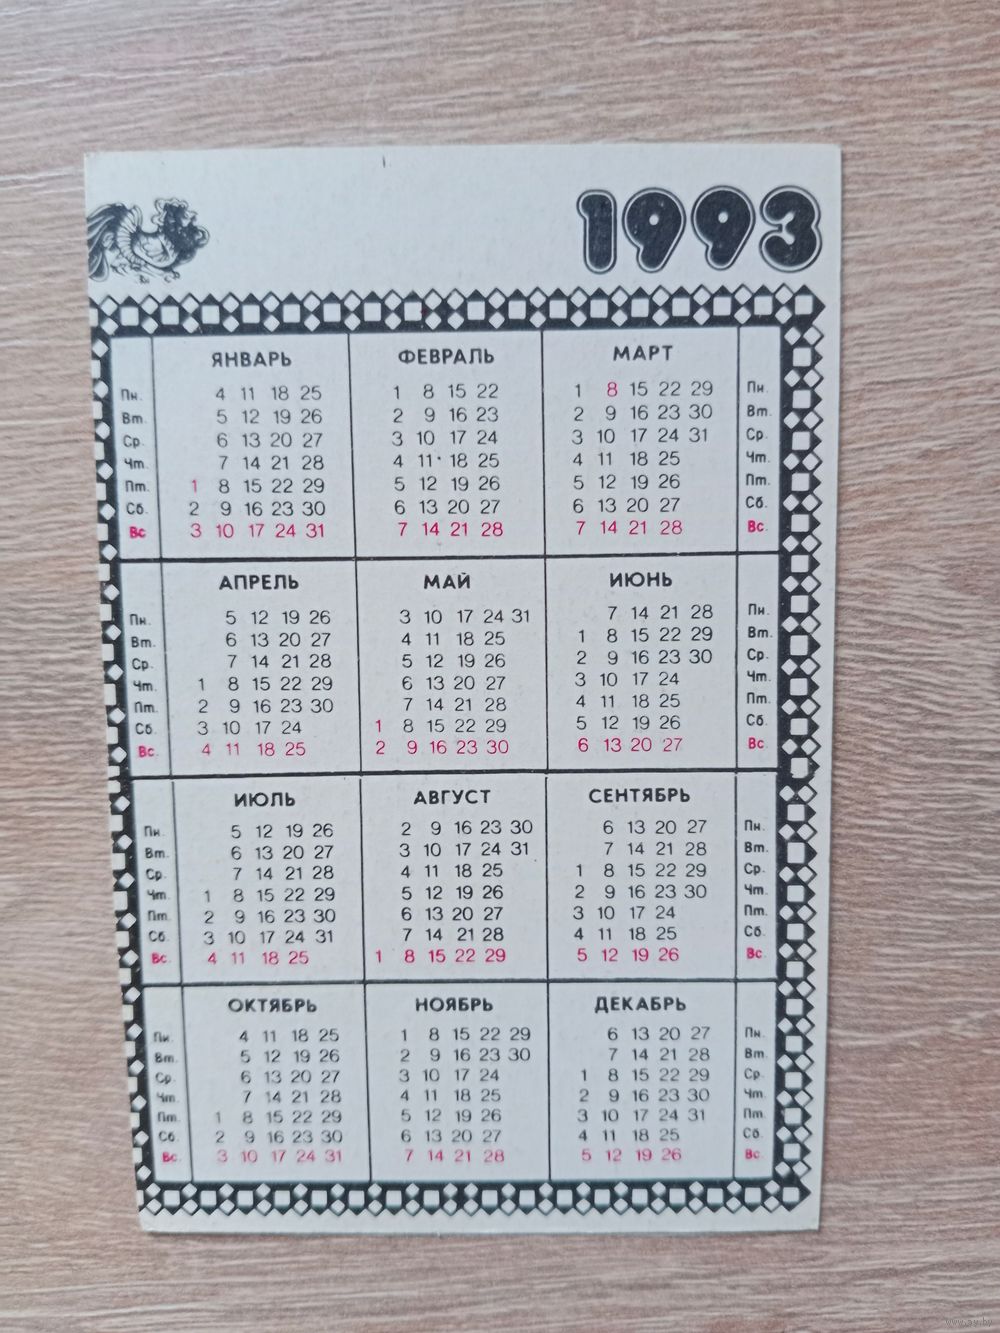 1993
ЯНВАРЬ ФЕВРАЛЬ МАРТ
Пн. 4 11 18 25 1 8 15 22 1 8 15 22 29 Пн.
Вт. 5 12 19 26 2 9 16 23 2 9 16 23 30 Вт.
Ср. 6 13 20 27 3 10 17 24 3 10 17 24 31 Ср.
Чт. 7 14 21 28 4 11 18 25 4 11 18 25 Чт.
Пт. 1 8 15 22 29 5 12 19 26 5 12 19 26 Пт.
Сб. 2 9 16 23 30 6 13 20 27 6 13 20 27 Сб.
Вс 3 10 17 24 31 7 14 21 28 7 14 21 28 Вс.
АПРЕЛЬ МАЙ ИЮНЬ
Пн. 5 12 19 26 3 10 17 24 31 7 14 21 28 Пн.
Вт. 6 13 20 27 4 11 18 25 1 8 15 22 29 Вт.
Ср. 7 14 21 28 5 12 19 26 2 9 16 23 30 Ср.
Чт. 1 8 15 22 29 6 13 20 27 3 10 17 24 Чт.
Пт. 2 9 16 23 30 7 14 21 28 4 11 18 25 Пт.
Сб. 3 10 17 24 1 8 15 22 29 5 12 19 26 Сб.
Вс. 4 11 18 25 2 9 16 23 30 6 13 20 27 Вс.
ИЮЛЬ АВГУСТ СЕНТЯБРЬ
Пн. 5 12 19 26 2 9 16 23 30 6 13 20 27 Пн.
Вт. 6 13 20 27 3 10 17 24 31 7 14 21 28 Вт.
Ср. 7 14 21 28 4 11 18 25 1 8 15 22 29 Ср.
Чт. 1 8 15 22 29 5 12 19 26 2 9 16 23 30 Чт.
Пт. 2 9 16 23 30 6 13 20 27 3 10 17 24 Пт.
Сб. 3 10 17 24 31 7 14 21 28 4 11 18 25 Сб.
Вс. 4 11 18 25 1 8 15 22 29 5 12 19 26 Вс.
ОКТЯБРЬ НОЯБРЬ ДЕКАБРЬ
Пн. 4 11 18 25 1 8 15 22 29 6 13 20 27 Пн.
Вт. 5 12 19 26 2 9 16 23 30 7 14 21 28 Вт.
Ср. 6 13 20 27 3 10 17 24 1 8 15 22 29 Ср.
Чт. 7 14 21 28 4 11 18 25 2 9 16 23 30 Чт.
Пт. 1 8 15 22 29 5 12 19 26 3 10 17 24 31 Пт.
Сб. 2 9 16 23 30 6 13 20 27 4 11 18 25 Сб.
Вс. 3 10 17 24 31 7 14 21 28 5 12 19 26 Вс.
www.ay.by